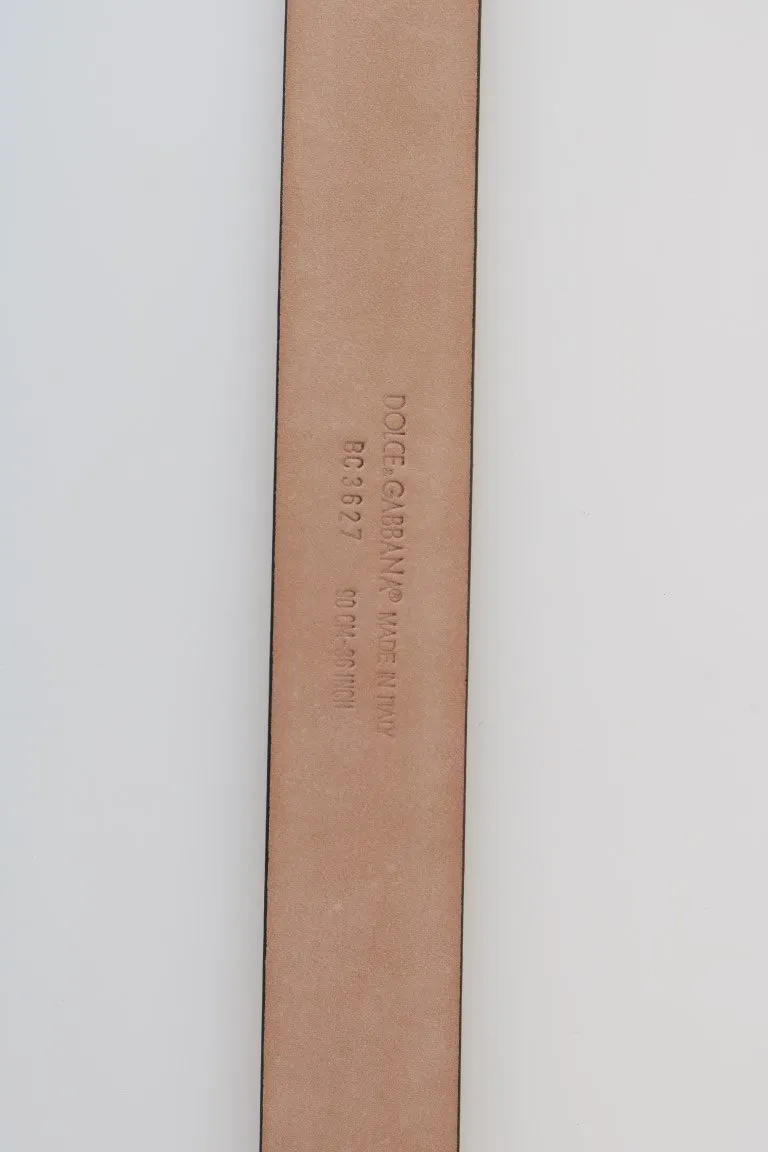 DOLCE&GABBANA® MADE IN ITALY
BC3627 90 CM-36 INCH